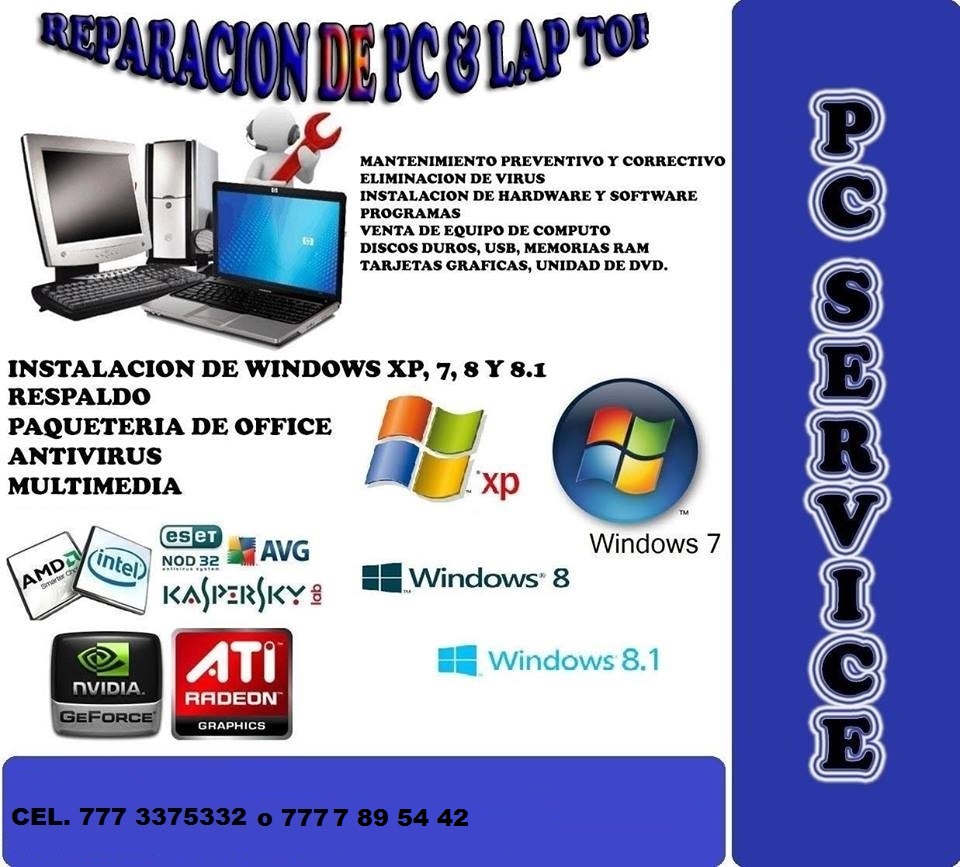 REPARACION DE PC & LAP TOP
MANTENIMIENTO PREVENTIVO Y CORRECTIVO
ELIMINACION DE VIRUS
INSTALACION DE HARDWARE Y SOFTWARE
PROGRAMAS
VENTA DE EQUIPO DE COMPUTO
DISCOS DUROS, USB, MEMORIAS RAM
TARJETAS GRAFICAS, UNIDAD DE DVD.
INSTALACION DE WINDOWS XP, 7, 8 Y 8.1
RESPALDO
PAQUETERIA DE OFFICE
ANTIVIRUS
MULTIMEDIA
xp
Windows 7
AMD
intel
eseT
NOD 32
antivirus system
AVG
KASPERSKY lab
Windows 8
Windows 8.1
NVIDIA.
GEFORCE
ATI
RADEON
GRAPHICS
CEL. 777 3375332 o 777 7 89 54 42
PC SERVICE